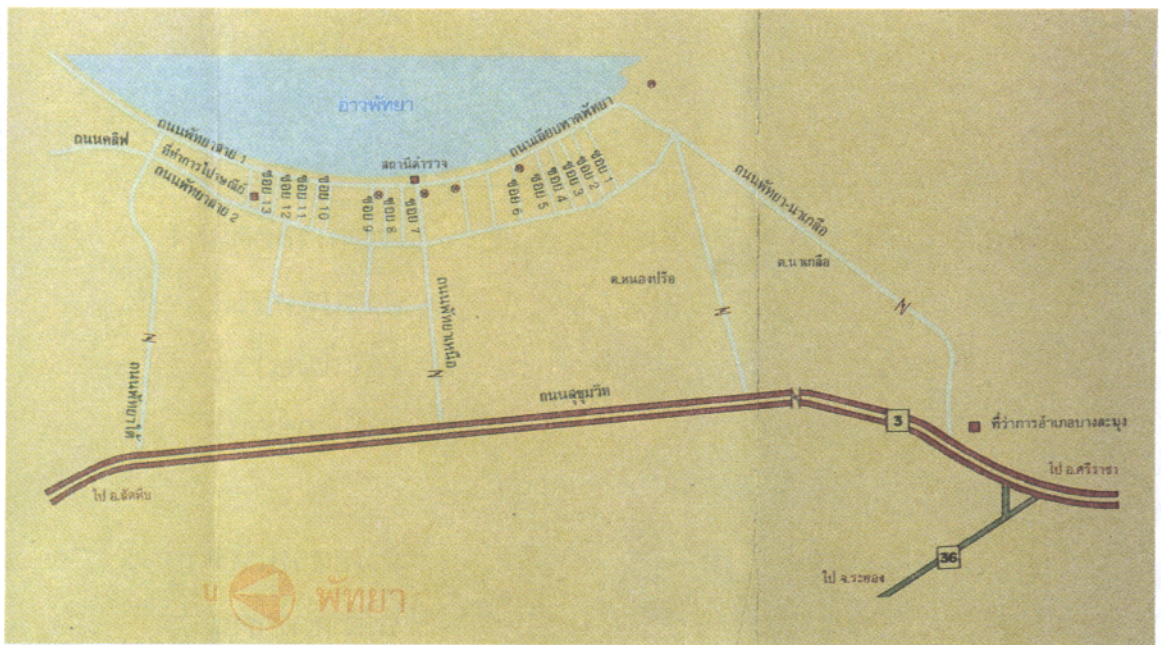 อ่าวพัทยา
ถนนคลิฟ
ถนนพัทยาสาย 1
ที่ทำการไปรษณีย์
ถนนพัทยาสาย 2
สถานีตำรวจ
ถนนเลียบหาดพัทยา
ซอย 13
ซอย 12
ซอย 11
ซอย 10
ซอย 9
ซอย 8
ซอย 7
ซอย 6
ซอย 5
ซอย 4
ซอย 3
ซอย 2
ซอย 1
ถนนพัทยา-นาเกลือ
ต.หนองปรือ
ต.นาเกลือ
ถนนพัทยาใต้
ถนนพัทยาเหนือ
ถนนสุขุมวิท
3
ที่ว่าการอำเภอบางละมุง
ไป อ.สัตหีบ
ไป อ.ศรีราชา
36
ไป จ.ระยอง
น
พัทยา